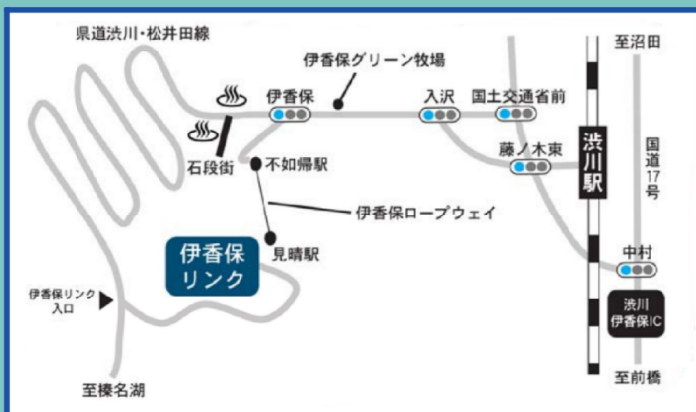 県道渋川・松井田線
至沼田
伊香保グリーン牧場
伊香保
入沢
国土交通省前
藤ノ木東
渋川駅
国道17号
石段街
不如帰駅
伊香保ロープウェイ
伊香保
リンク
見晴駅
中村
伊香保リンク
入口
渋川
伊香保IC
至榛名湖
至前橋